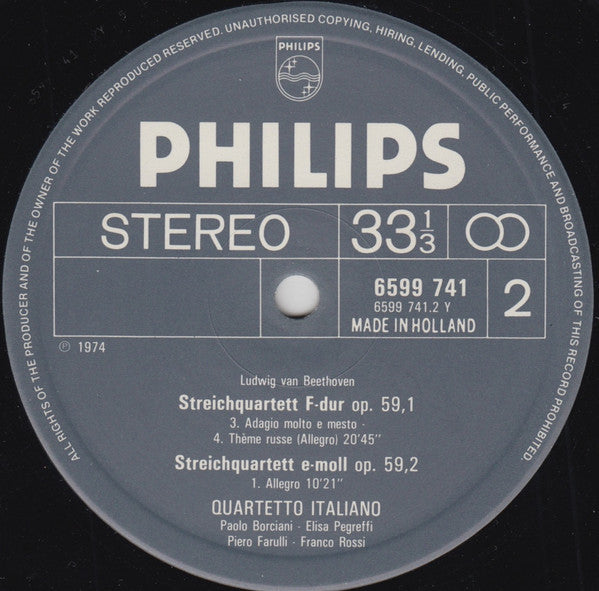 ALL RIGHTS OF THE PRODUCER AND OF THE OWNER OF THE WORK REPRODUCED RESERVED. UNAUTHORISED COPYING, HIRING, LENDING, PUBLIC PERFORMANCE AND BROADCASTING OF THIS RECORD PROHIBITED.
PHILIPS
PHILIPS
STEREO
33 1/3
6599 741
6599 741.2 Y
MADE IN HOLLAND
2
℗ 1974
Ludwig van Beethoven
Streichquartett F-dur op. 59,1
3. Adagio molto e mesto -
4. Thème russe (Allegro) 20'45''
Streichquartett e-moll op. 59,2
1. Allegro 10'21''
QUARTETTO ITALIANO
Paolo Borciani - Elisa Pegreffi
Piero Farulli - Franco Rossi